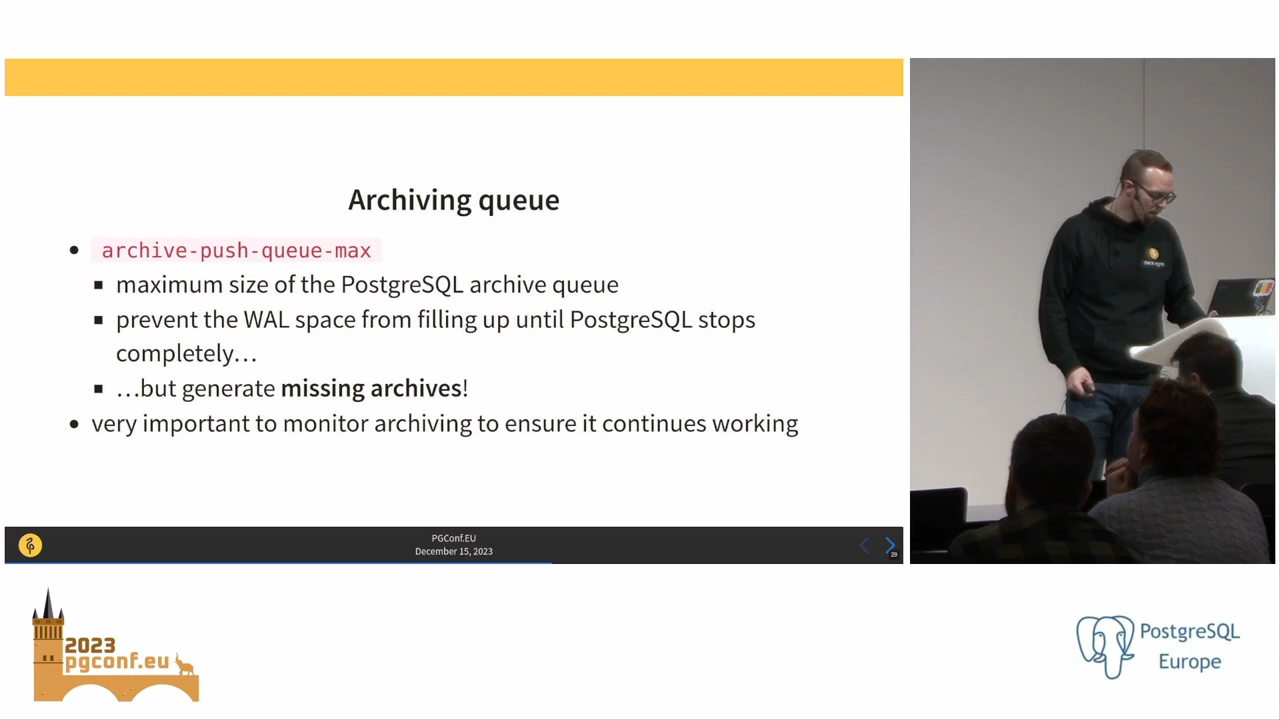 Archiving queue
archive-push-queue-max
maximum size of the PostgreSQL archive queue
prevent the WAL space from filling up until PostgreSQL stops
completely…
…but generate missing archives!
very important to monitor archiving to ensure it continues working
PGConf.EU
December 15, 2023
29
2023
pgconf.eu
PostgreSQL
Europe